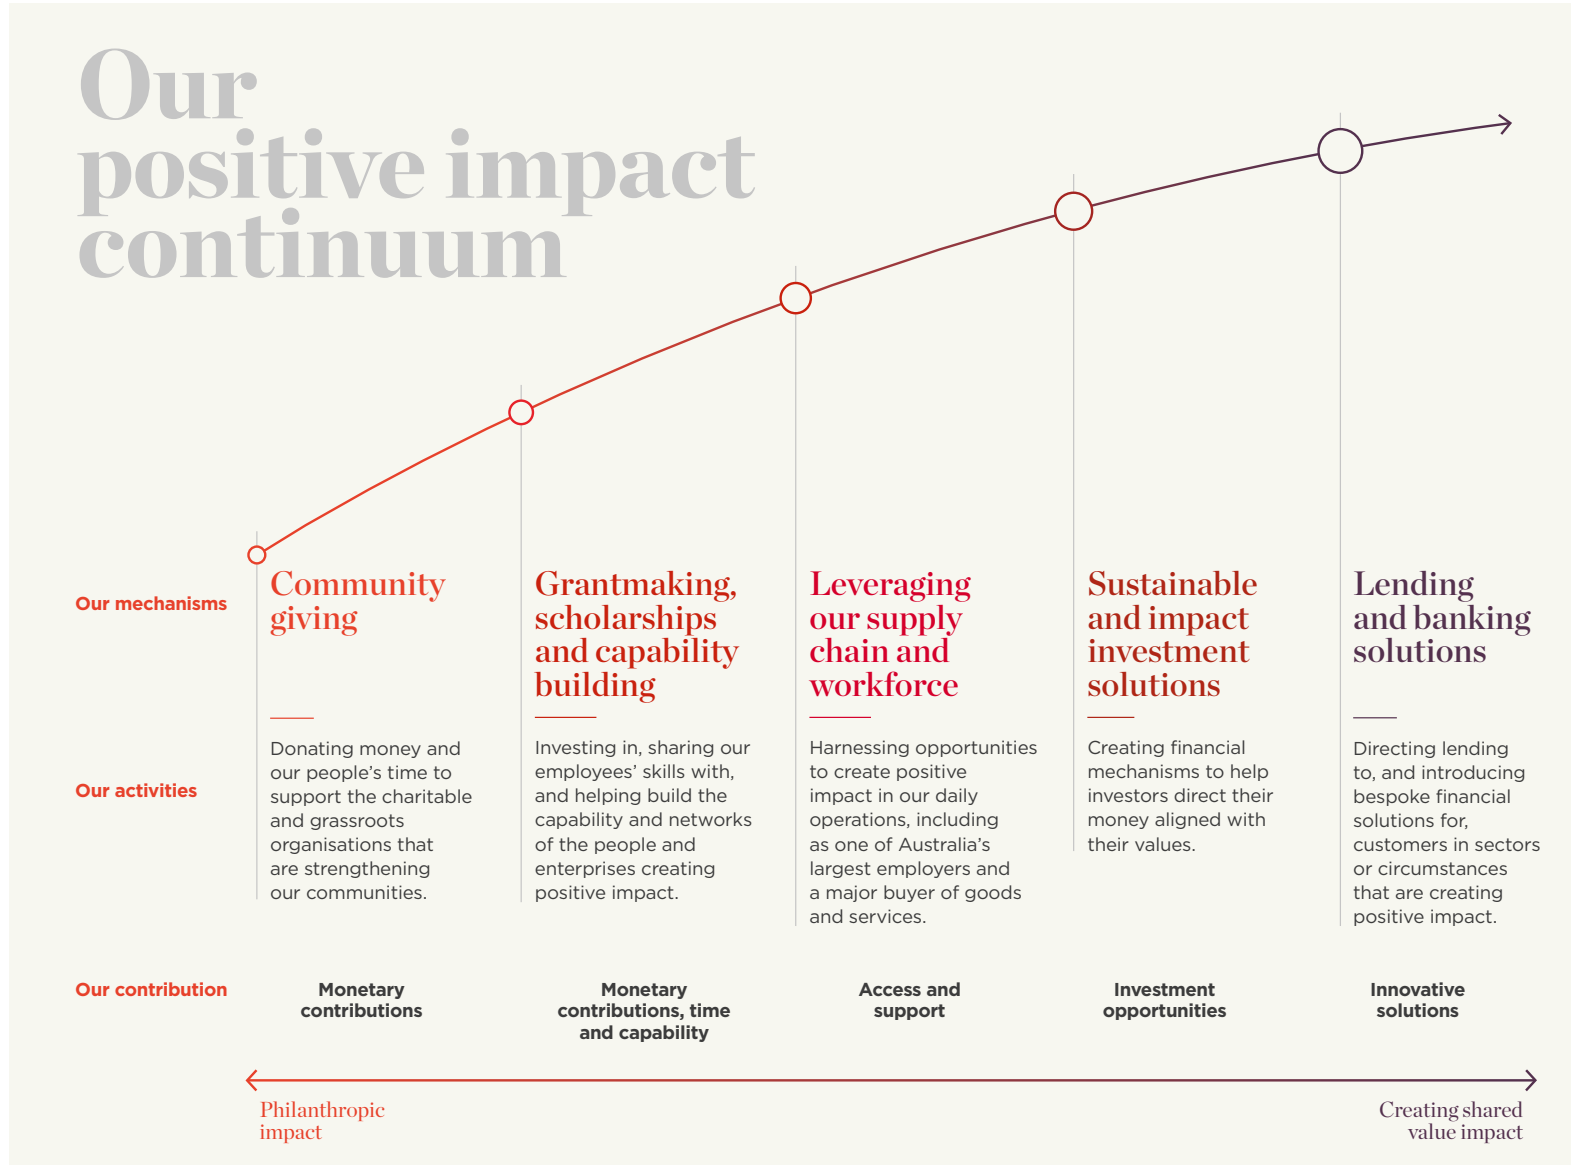 Our
positive impact
continuum
Our mechanisms
Community
giving
Grantmaking,
scholarships
and capability
building
Leveraging
our supply
chain and
workforce
Sustainable
and impact
investment
solutions
Lending
and banking
solutions
Our activities
Donating money and
our people’s time to
support the charitable
and grassroots
organisations that
are strengthening
our communities.
Investing in, sharing our
employees’ skills with,
and helping build the
capability and networks
of the people and
enterprises creating
positive impact.
Harnessing opportunities
to create positive
impact in our daily
operations, including
as one of Australia’s
largest employers and
a major buyer of goods
and services.
Creating financial
mechanisms to help
investors direct their
money aligned with
their values.
Directing lending
to, and introducing
bespoke financial
solutions for,
customers in sectors
or circumstances
that are creating
positive impact.
Our contribution
Monetary
contributions
Monetary
contributions, time
and capability
Access and
support
Investment
opportunities
Innovative
solutions
Philanthropic
impact
Creating shared
value impact